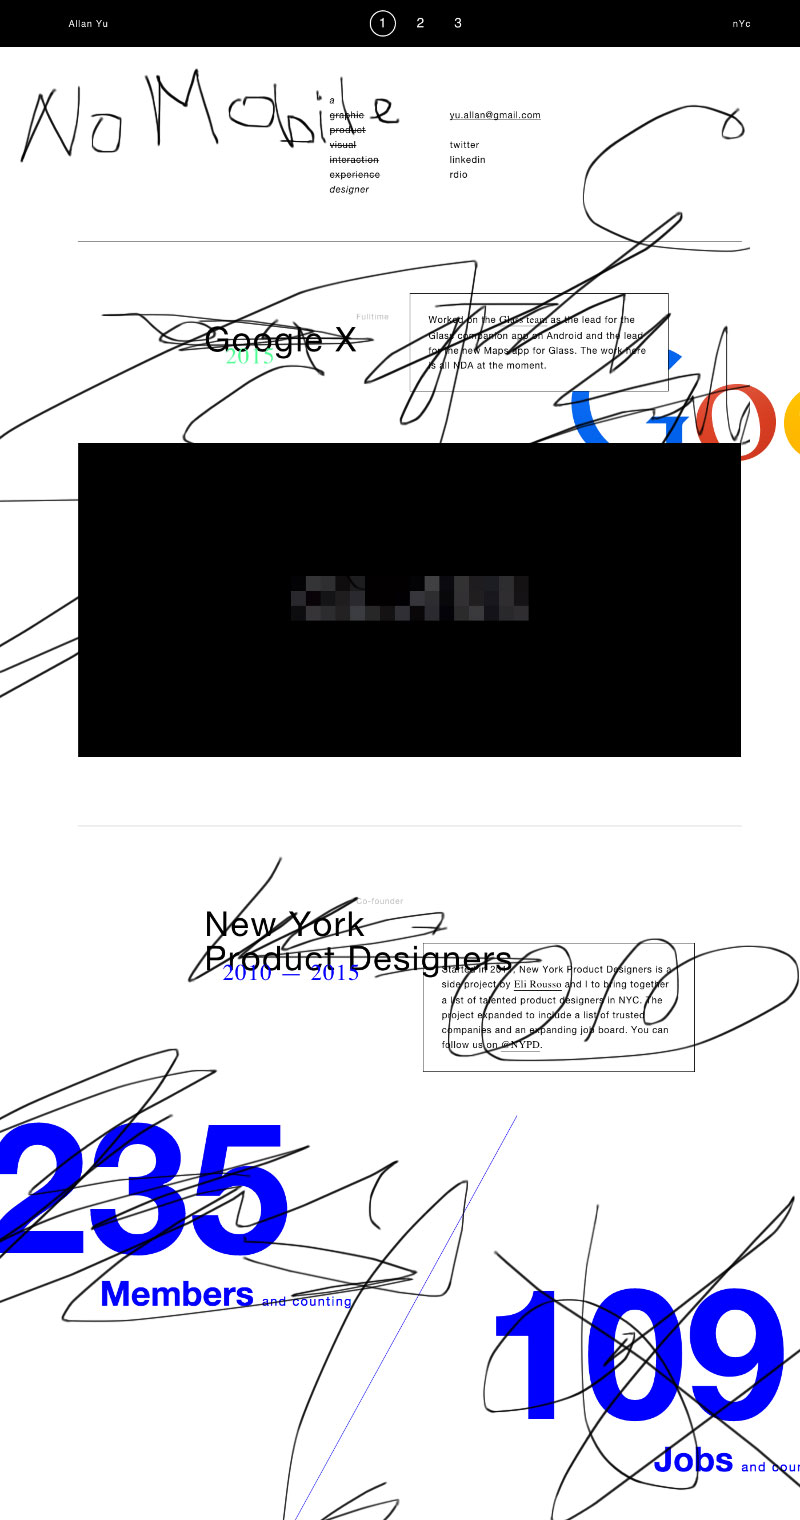 Allan Yu
1 2 3
nYc
No Mobile
a
graphic
product
visual
interaction
experience
designer
yu.allan@gmail.com
twitter
linkedin
rdio
Fulltime
Google X
2015
Worked on the Glass team as the lead for the
Glass companion app on Android and the lead
for the new Maps app for Glass. The work here
is all NDA at the moment.
Goo
Co-founder
New York
Product Designers
2010 — 2015
Started in 2010, New York Product Designers is a
side project by Eli Rousso and I to bring together
a list of talented product designers in NYC. The
project expanded to include a list of trusted
companies and an expanding job board. You can
follow us on @NYPD.
235
Members and counting
109
Jobs and coun